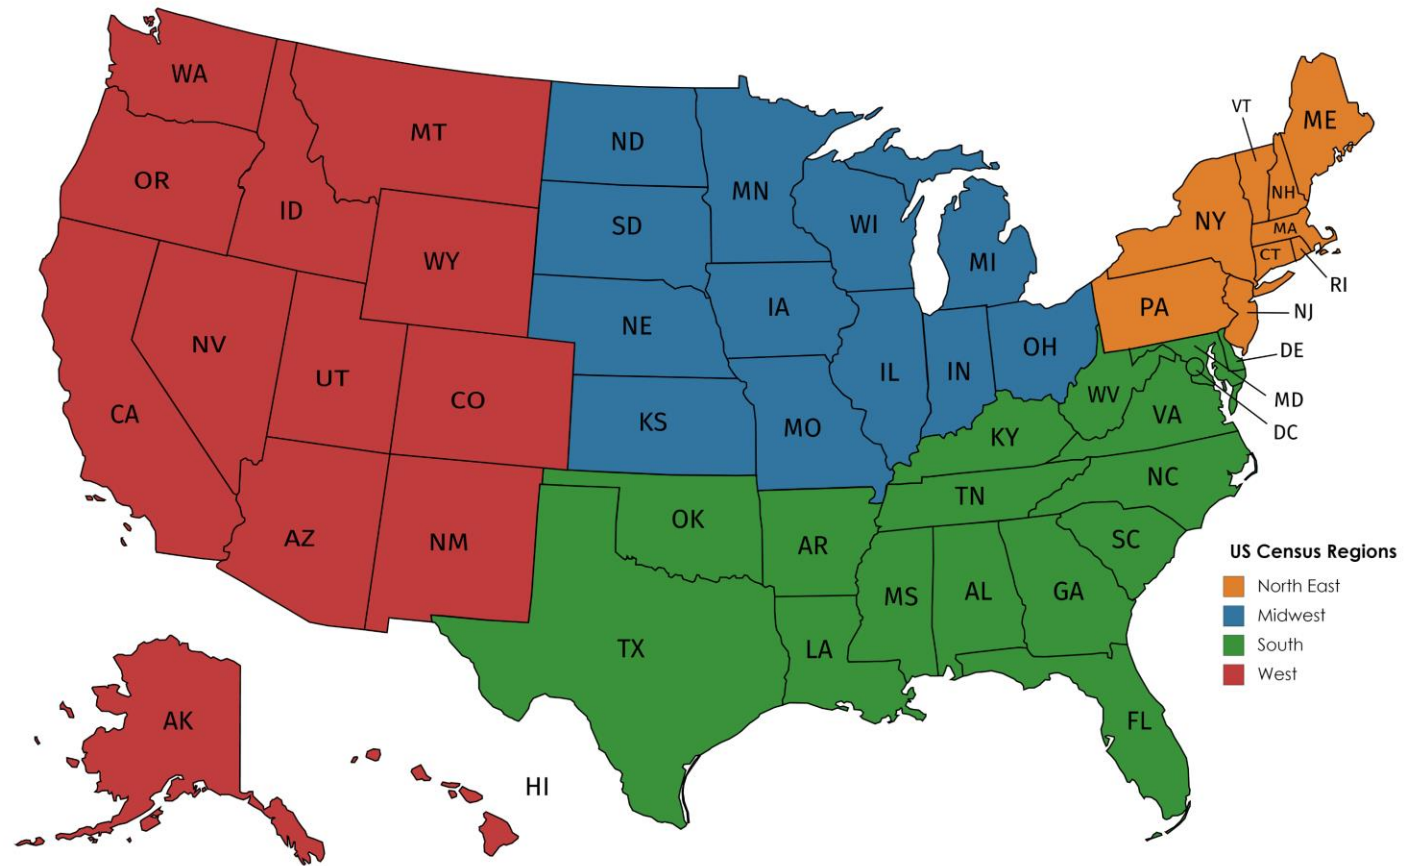 WA
MT
ND
MN
VT
ME
OR
ID
SD
WI
NH
NY
MA
WY
MI
CT
RI
NE
IA
PA
NJ
NV
UT
CO
IL
IN
OH
DE
CA
KS
MO
WV
VA
MD
KY
DC
NC
TN
AZ
NM
OK
AR
SC
MS
AL
GA
TX
LA
US Census Regions
North East
Midwest
South
West
AK
FL
HI